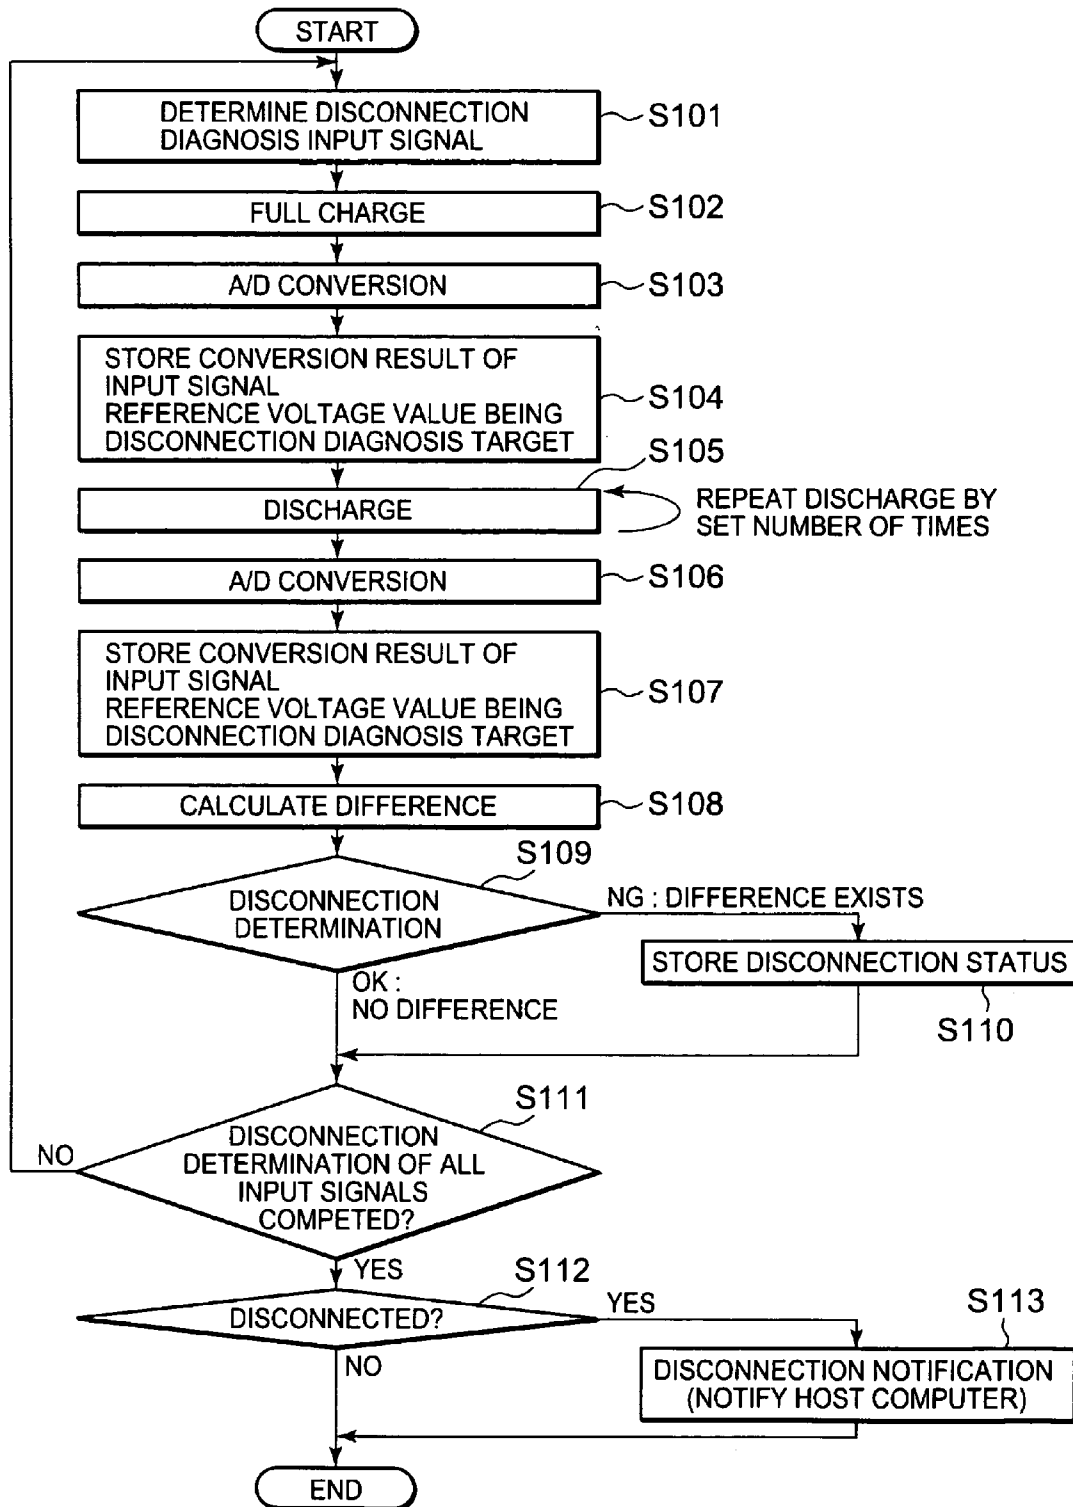 START
DETERMINE DISCONNECTION
DIAGNOSIS INPUT SIGNAL
S101
FULL CHARGE
S102
A/D CONVERSION
S103
STORE CONVERSION RESULT OF
INPUT SIGNAL
REFERENCE VOLTAGE VALUE BEING
DISCONNECTION DIAGNOSIS TARGET
S104
S105
DISCHARGE
REPEAT DISCHARGE BY
SET NUMBER OF TIMES
A/D CONVERSION
S106
STORE CONVERSION RESULT OF
INPUT SIGNAL
REFERENCE VOLTAGE VALUE BEING
DISCONNECTION DIAGNOSIS TARGET
S107
CALCULATE DIFFERENCE
S108
S109
DISCONNECTION
DETERMINATION
NG : DIFFERENCE EXISTS
STORE DISCONNECTION STATUS
S110
OK :
NO DIFFERENCE
S111
DISCONNECTION
DETERMINATION OF ALL
INPUT SIGNALS
COMPETED?
NO
YES
S112
DISCONNECTED?
YES
S113
NO
DISCONNECTION NOTIFICATION
(NOTIFY HOST COMPUTER)
END